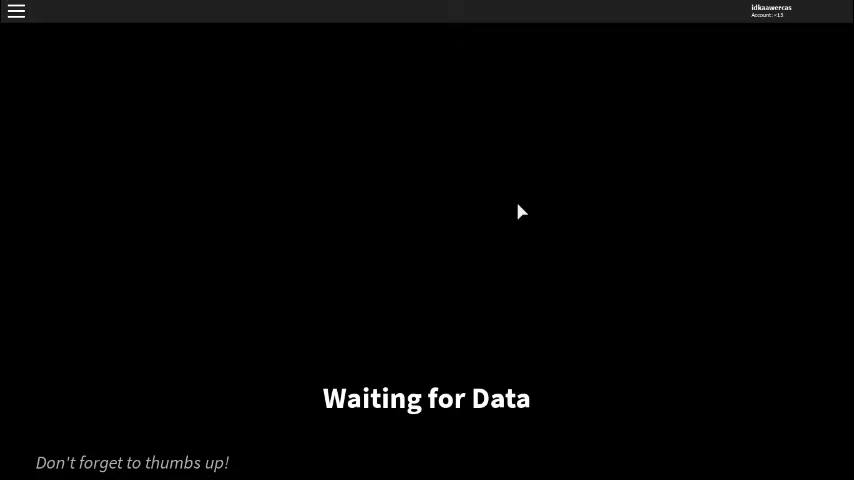 idkaawercas
Account: <13
Waiting for Data
Don't forget to thumbs up!